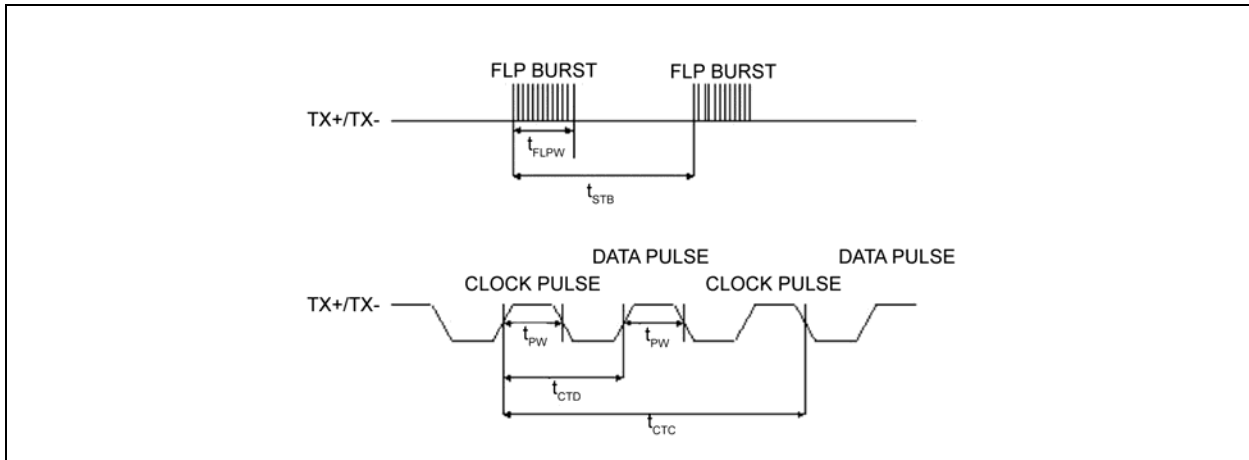 FLP BURST FLP BURST
TX+/TX-
tFLPW
tSTB
DATA PULSE DATA PULSE
CLOCK PULSE CLOCK PULSE
TX+/TX-
tPW tPW
tCTD
tCTC